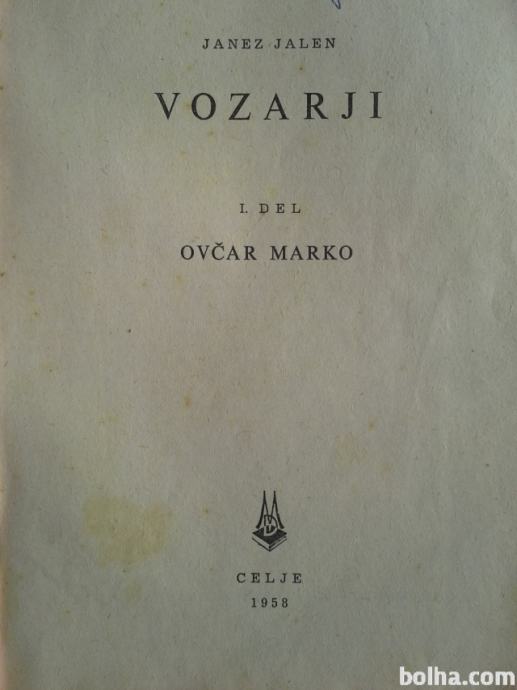 JANEZ JALEN
VOZARJI
I. DEL
OVČAR MARKO
CELJE
1958
bolha.com